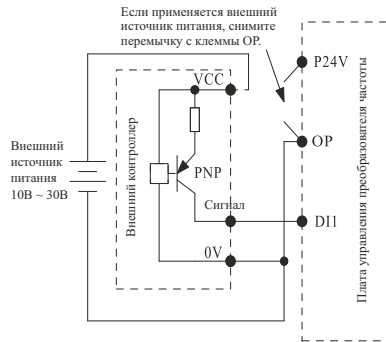 Если применяется внешний
источник питания, снимите
перемычку с клеммы OP.
VCC
P24V
OP
PNP
Внешний
источник
питания
10В ~ 30В
Внешний контроллер
Сигнал
DI1
0V
Плата управления преобразователя частоты